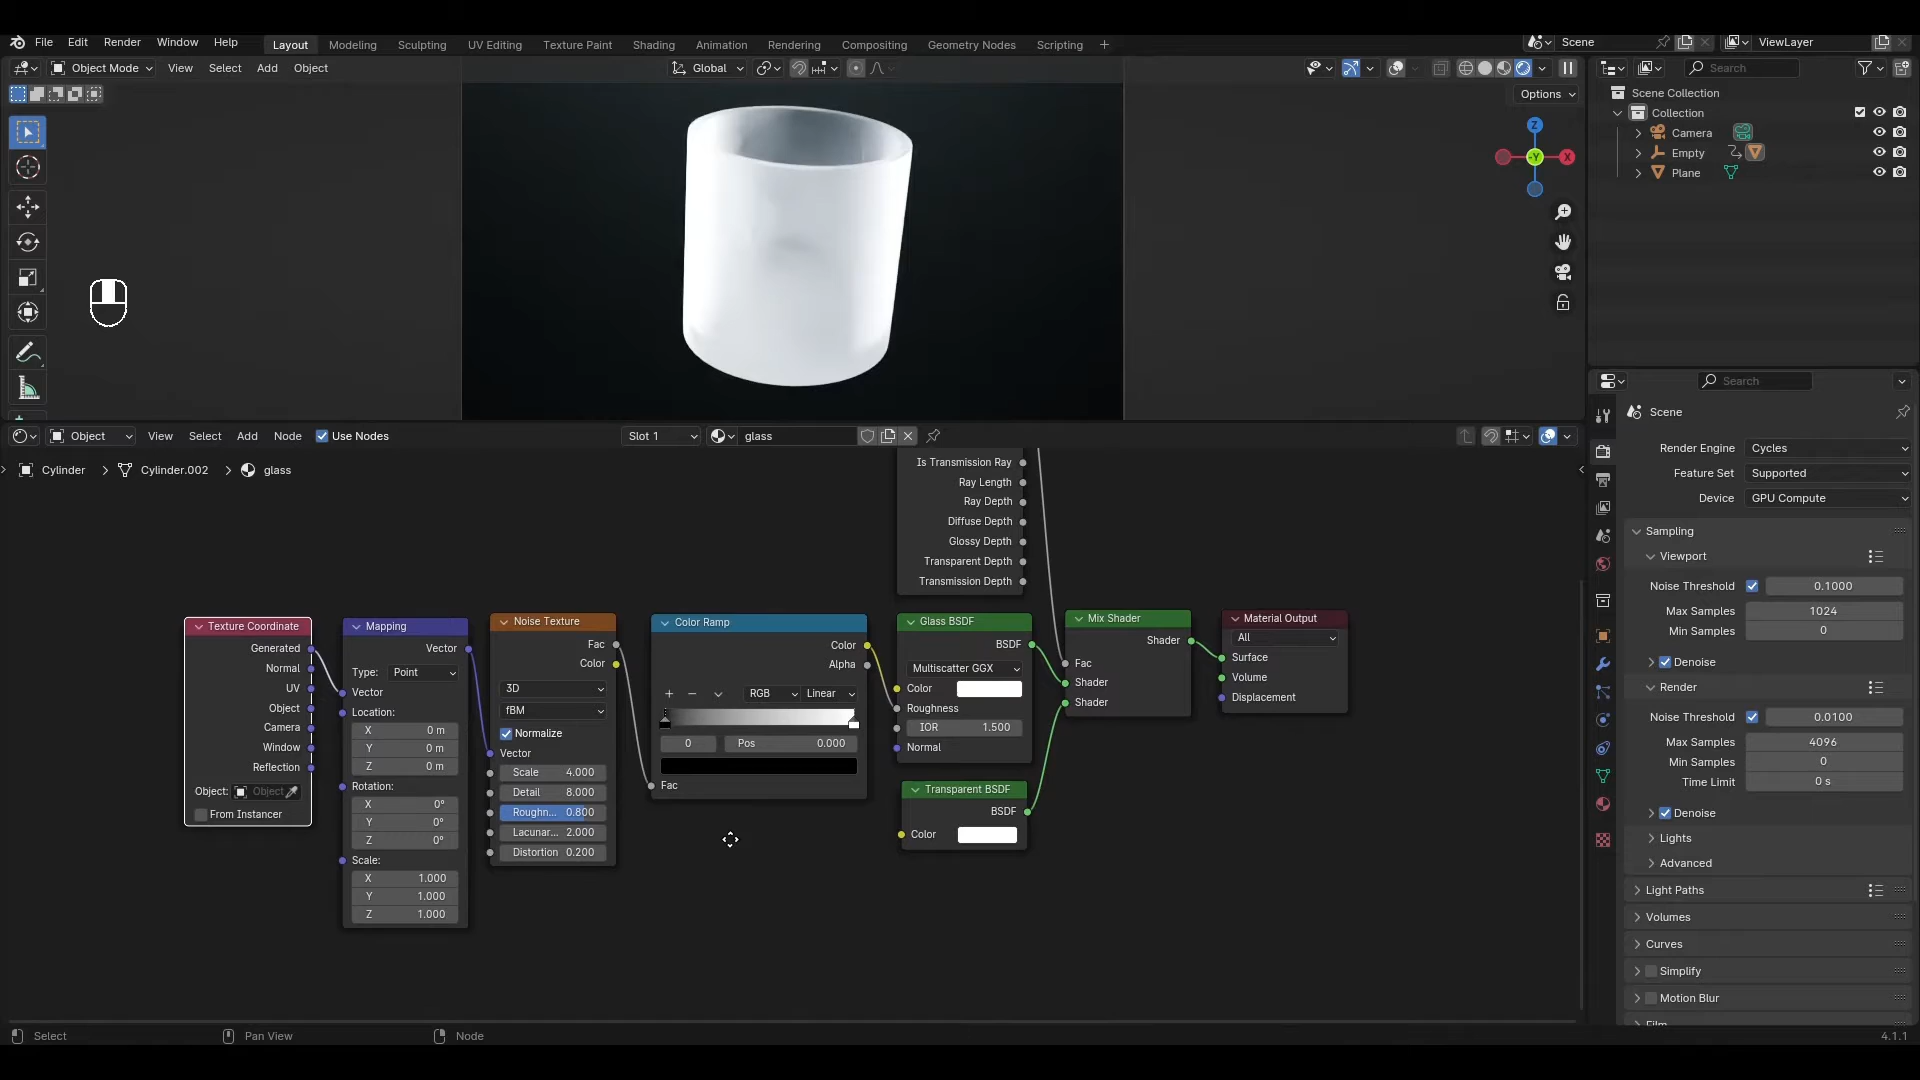 File Edit Render Window Help
Layout Modeling Sculpting UV Editing Texture Paint Shading Animation Rendering Compositing Geometry Nodes Scripting +
Scene ViewLayer
Object Mode View Select Add Object
Global
Search
Options
Scene Collection
Collection
Camera
Empty
Plane
Z
-Y
X
Search
Scene
Object View Select Add Node Use Nodes
Slot 1 glass
Cylinder > Cylinder.002 > glass
Render Engine Cycles
Feature Set Supported
Device GPU Compute
Sampling
Viewport
Noise Threshold 0.1000
Max Samples 1024
Min Samples 0
Denoise
Render
Noise Threshold 0.0100
Max Samples 4096
Min Samples 0
Time Limit 0 s
Denoise
Lights
Advanced
Light Paths
Volumes
Curves
Simplify
Motion Blur
Film
Is Transmission Ray
Ray Length
Ray Depth
Diffuse Depth
Glossy Depth
Transparent Depth
Transmission Depth
Texture Coordinate
Generated
Normal
UV
Object
Camera
Window
Reflection
Object: Object
From Instancer
Mapping
Vector
Type: Point
Vector
Location:
X 0 m
Y 0 m
Z 0 m
Rotation:
X 0°
Y 0°
Z 0°
Scale:
X 1.000
Y 1.000
Z 1.000
Noise Texture
Fac
Color
3D
fBM
Normalize
Vector
Scale 4.000
Detail 8.000
Roughn... 0.800
Lacunar... 2.000
Distortion 0.200
Color Ramp
Color
Alpha
RGB Linear
0 Pos 0.000
Fac
Glass BSDF
BSDF
Multiscatter GGX
Color
Roughness
IOR 1.500
Normal
Transparent BSDF
BSDF
Color
Mix Shader
Shader
Fac
Shader
Shader
Material Output
All
Surface
Volume
Displacement
Select Pan View Node 4.1.1